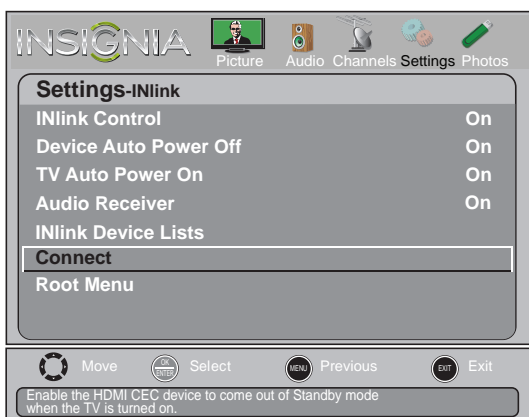 INSIGNIA
Picture Audio Channels Settings Photos
Settings-INlink
INlink Control On
Device Auto Power Off On
TV Auto Power On On
Audio Receiver On
INlink Device Lists
Connect
Root Menu
Move OK ENTER Select MENU Previous EXIT Exit
Enable the HDMI CEC device to come out of Standby mode
when the TV is turned on.